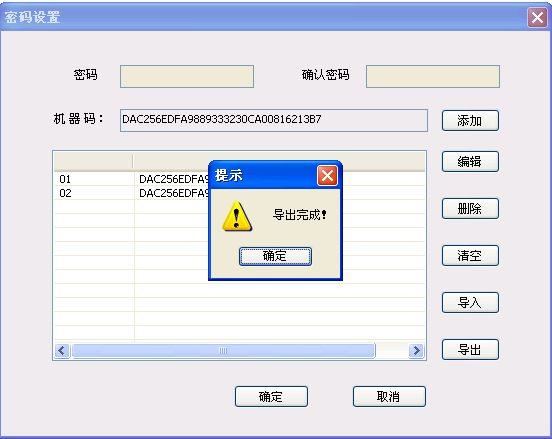 密码设置
密码
确认密码
机器码：
DAC256EDFA9889333230CA00816213B7
添加
编辑
01
DAC256EDFA9
02
DAC256EDFA9
提示
导出完成!
确定
删除
清空
导入
导出
确定
取消